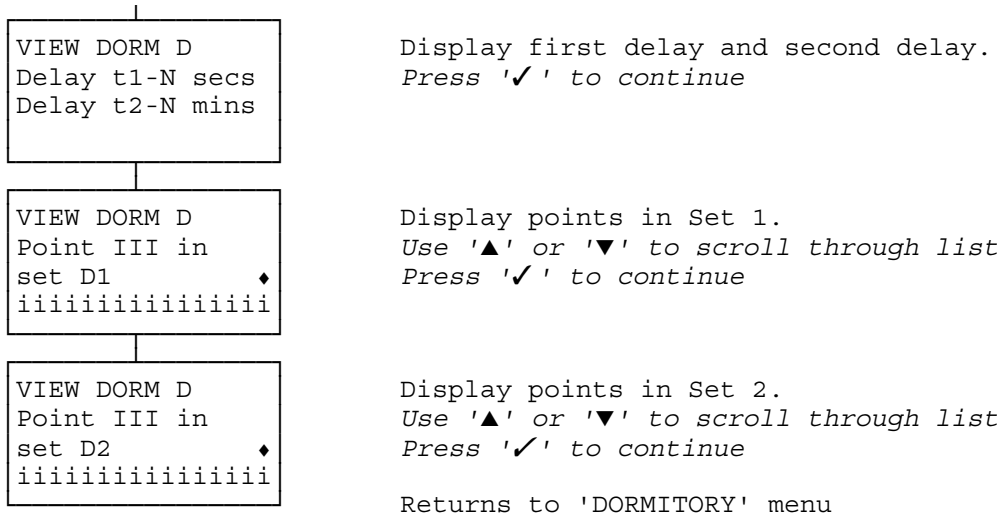 VIEW DORM D
Delay t1-N secs
Delay t2-N mins
Display first delay and second delay.
Press '✓' to continue
VIEW DORM D
Point III in
set D1 ♦
iiiiiiiiiiiiiiii
Display points in Set 1.
Use '▲' or '▼' to scroll through list
Press '✓' to continue
VIEW DORM D
Point III in
set D2 ♦
iiiiiiiiiiiiiiii
Display points in Set 2.
Use '▲' or '▼' to scroll through list
Press '✓' to continue
Returns to 'DORMITORY' menu